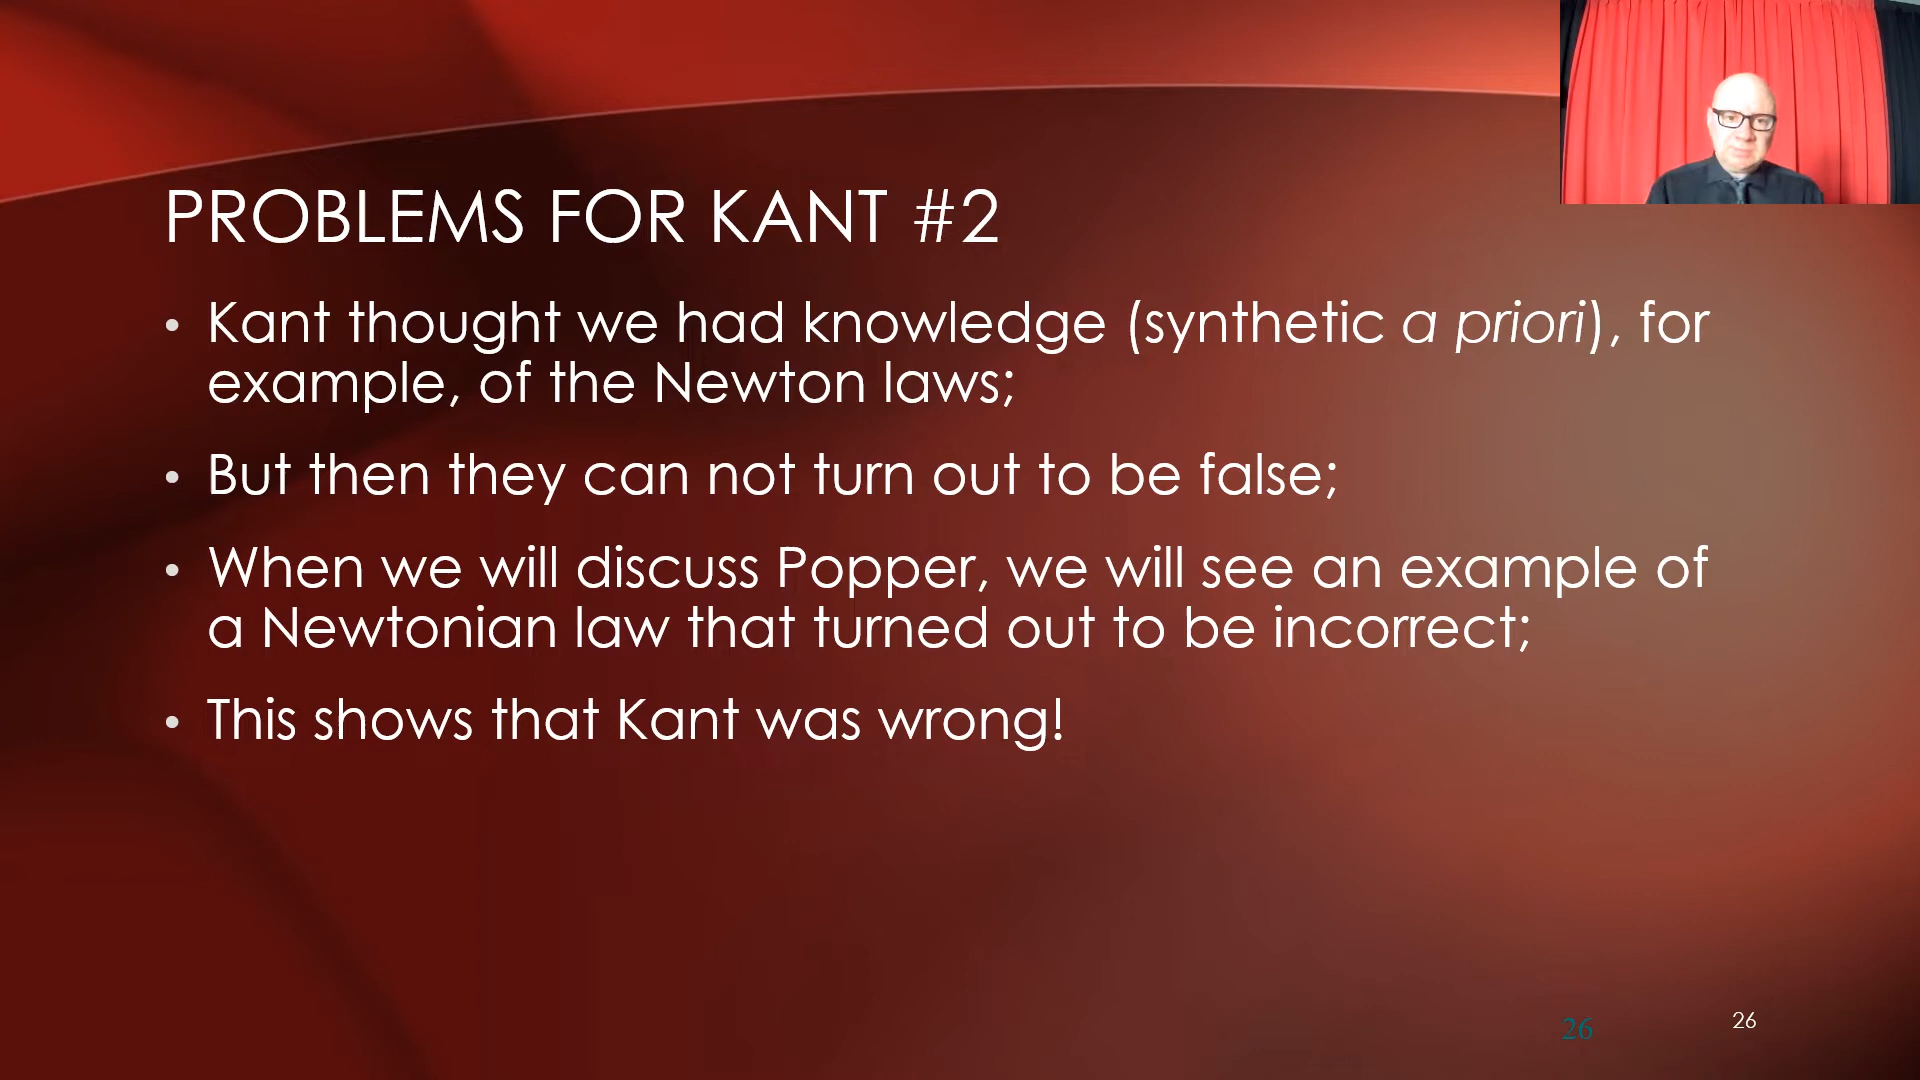 PROBLEMS FOR KANT #2
• Kant thought we had knowledge (synthetic a priori), for
example, of the Newton laws;
• But then they can not turn out to be false;
• When we will discuss Popper, we will see an example of
a Newtonian law that turned out to be incorrect;
• This shows that Kant was wrong!
26
26